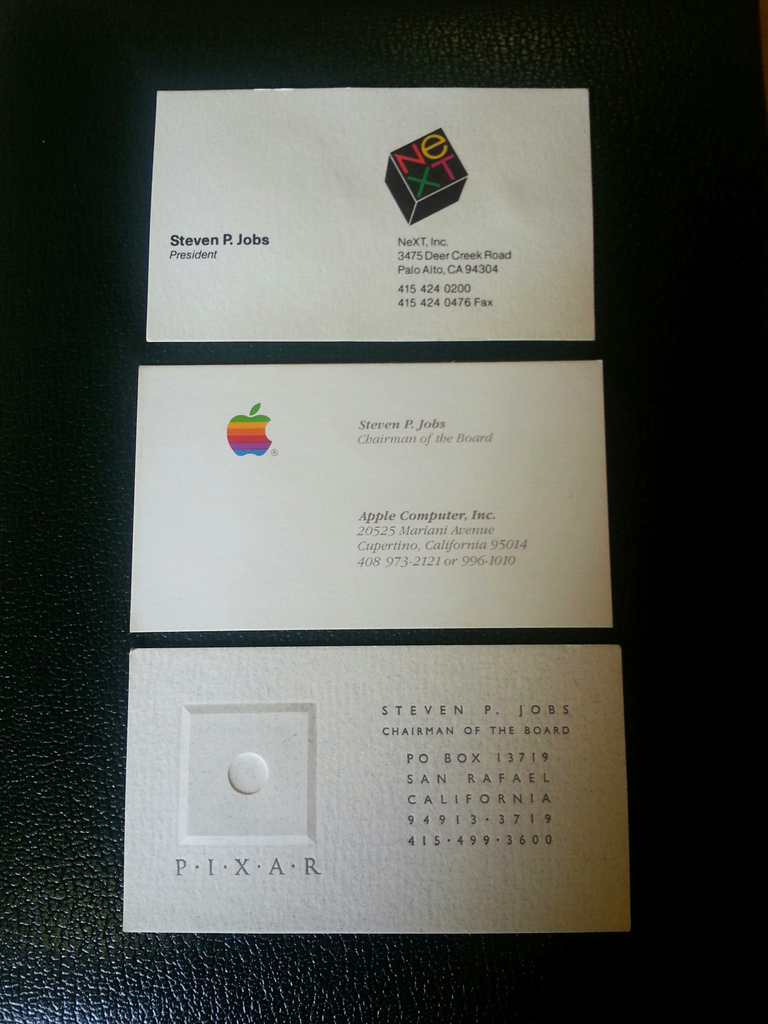 NeXT
Steven P. Jobs
President
NeXT, Inc.
3475 Deer Creek Road
Palo Alto, CA 94304
415 424 0200
415 424 0476 Fax
®
Steven P. Jobs
Chairman of the Board
Apple Computer, Inc.
20525 Mariani Avenue
Cupertino, California 95014
408 973-2121 or 996-1010
P·I·X·A·R
STEVEN P. JOBS
CHAIRMAN OF THE BOARD
PO BOX 13719
SAN RAFAEL
CALIFORNIA
94913·3719
415·499·3600